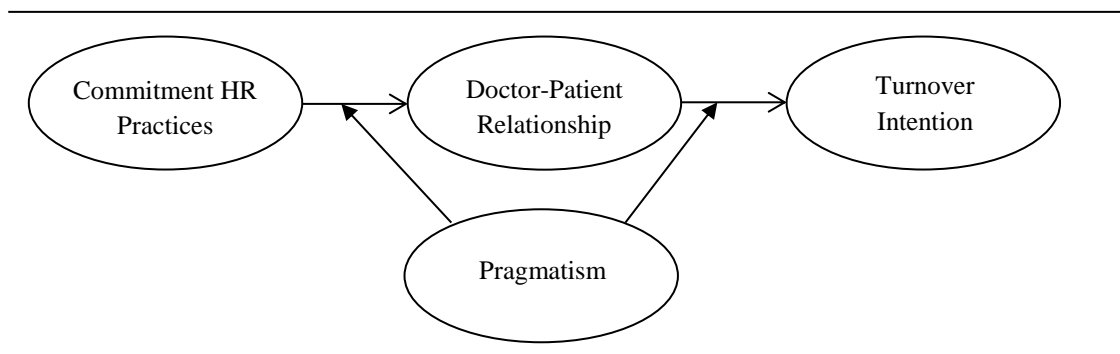 Commitment HR
Practices
Doctor-Patient
Relationship
Turnover
Intention
Pragmatism